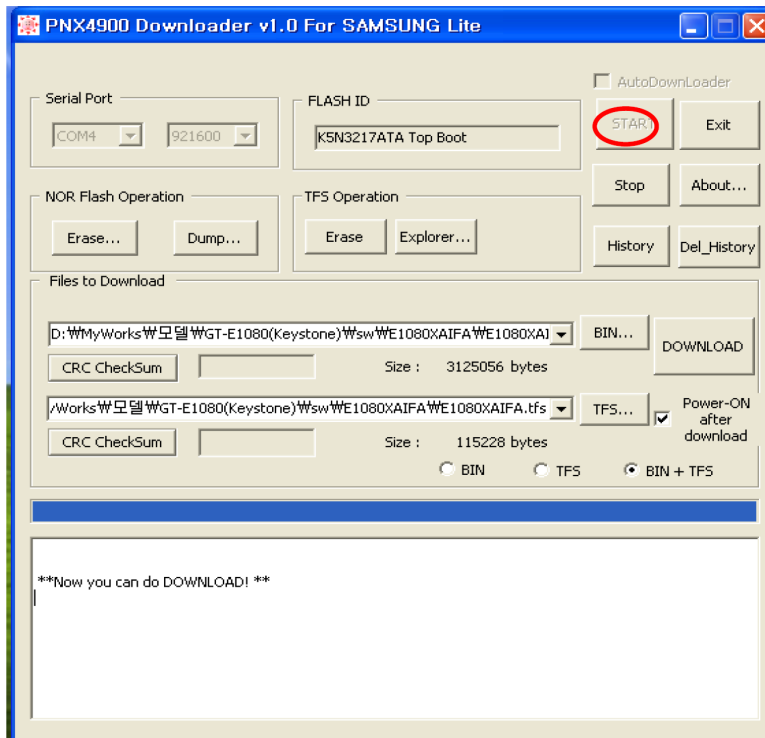 PNX4900 Downloader v1.0 For SAMSUNG Lite
AutoDownLoader
Serial Port
COM4
921600
FLASH ID
K5N3217ATA Top Boot
START
Exit
NOR Flash Operation
Erase...
Dump...
TFS Operation
Erase
Explorer...
Stop
About...
History
Del_History
Files to Download
D:₩MyWorks₩모델₩GT-E1080(Keystone)₩sw₩E1080XAIFA₩E1080XAI
BIN...
DOWNLOAD
CRC CheckSum
Size : 3125056 bytes
/Works₩모델₩GT-E1080(Keystone)₩sw₩E1080XAIFA₩E1080XAIFA.tfs
TFS...
Power-ON
after
download
CRC CheckSum
Size : 115228 bytes
BIN
TFS
BIN + TFS
**Now you can do DOWNLOAD! **